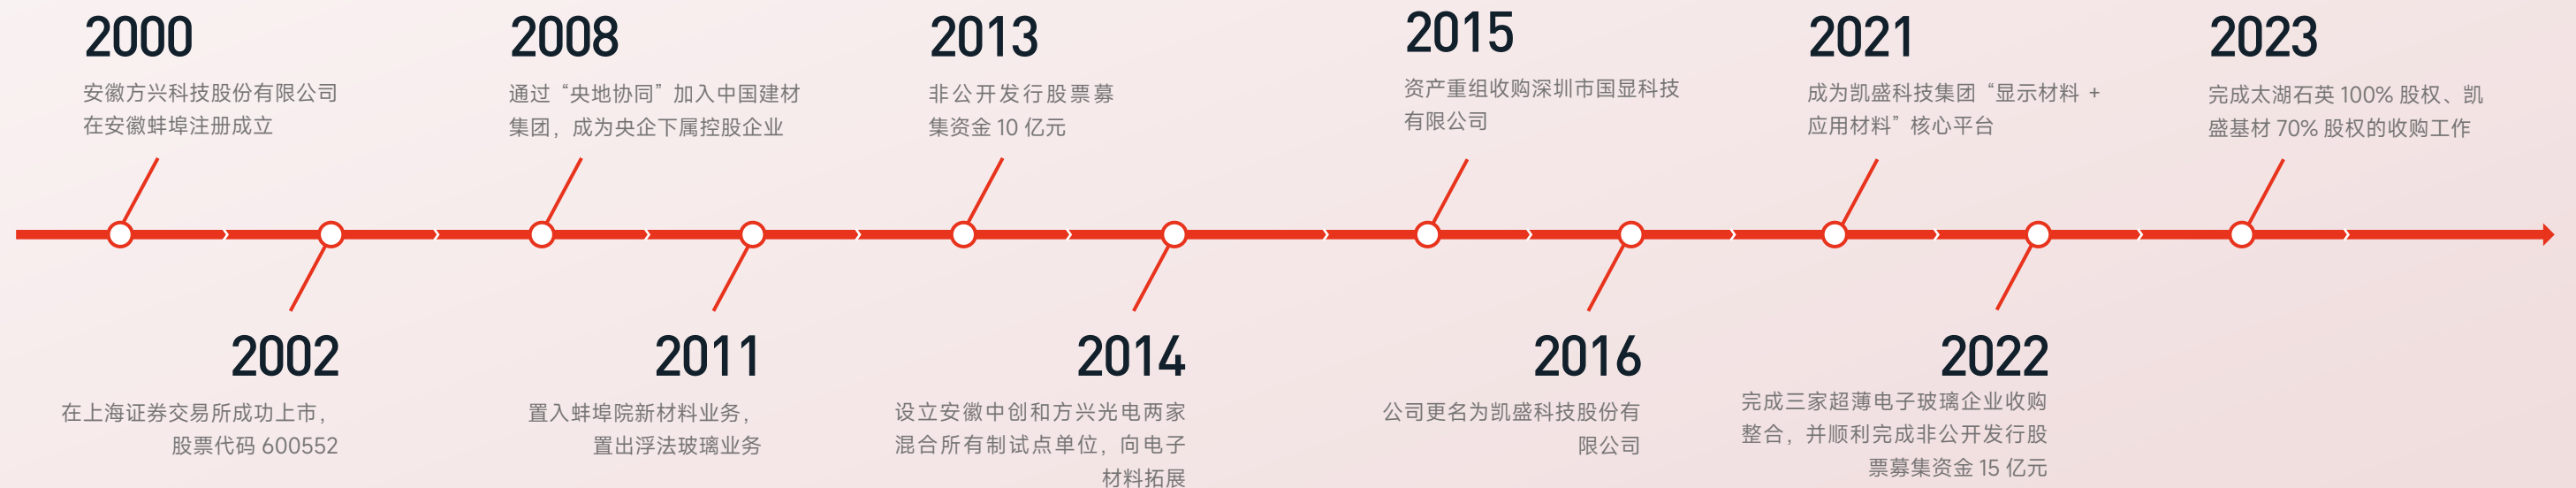 2000
安徽方兴科技股份有限公司
在安徽蚌埠注册成立
2002
在上海证券交易所成功上市，
股票代码 600552
2008
通过“央地协同”加入中国建材
集团，成为央企下属控股企业
2011
置入蚌埠院新材料业务，
置出浮法玻璃业务
2013
非公开发行股票募
集资金 10 亿元
2014
设立安徽中创和方兴光电两家
混合所有制试点单位，向电子
材料拓展
2015
资产重组收购深圳市国显科技
有限公司
2016
公司更名为凯盛科技股份有
限公司
2021
成为凯盛科技集团“显示材料 +
应用材料”核心平台
2022
完成三家超薄电子玻璃企业收购
整合，并顺利完成非公开发行股
票募集资金 15 亿元
2023
完成太湖石英 100% 股权、凯
盛基材 70% 股权的收购工作